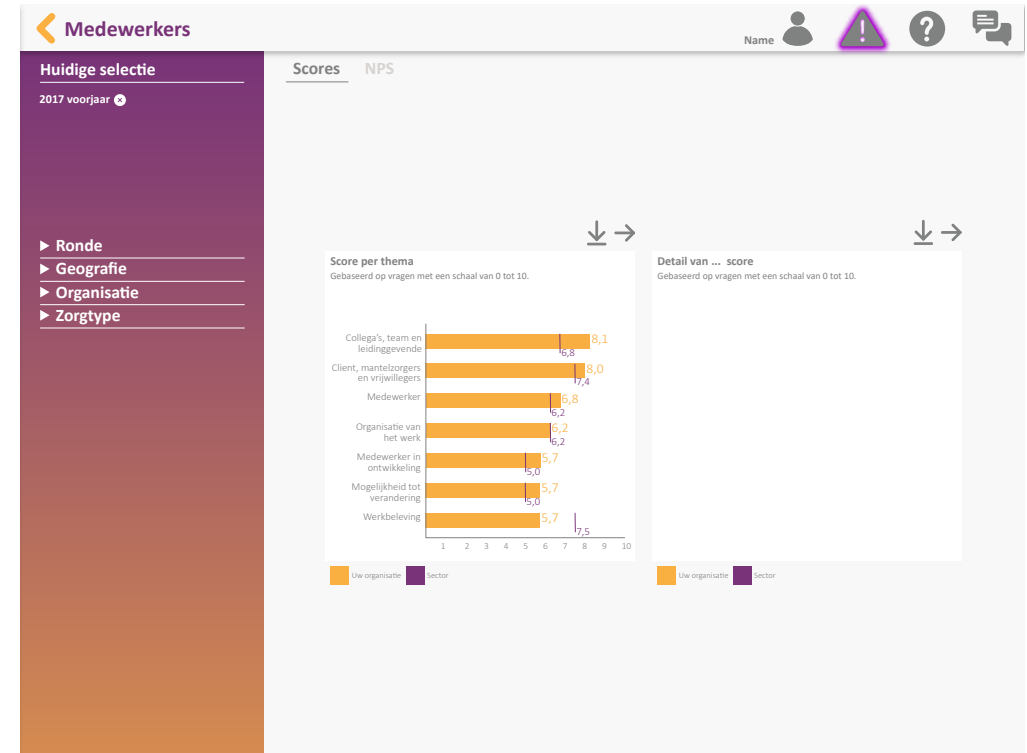 Medewerkers
Name
Huidige selectie
2017 voorjaar
Ronde
Geografie
Organisatie
Zorgtype
Scores NPS
Score per thema
Gebaseerd op vragen met een schaal van 0 tot 10.
Collega's, team en
leidinggevende
8,1
6,8
Client, mantelzorgers
en vrijwillegers
8,0
7,4
Medewerker
6,8
6,2
Organisatie van
het werk
6,2
6,2
Medewerker in
ontwikkeling
5,7
5,0
Mogelijkheid tot
verandering
5,7
5,0
Werkbeleving
5,7
7,5
1 2 3 4 5 6 7 8 9 10
Uw organisatie Sector
Detail van ... score
Gebaseerd op vragen met een schaal van 0 tot 10.
Uw organisatie Sector